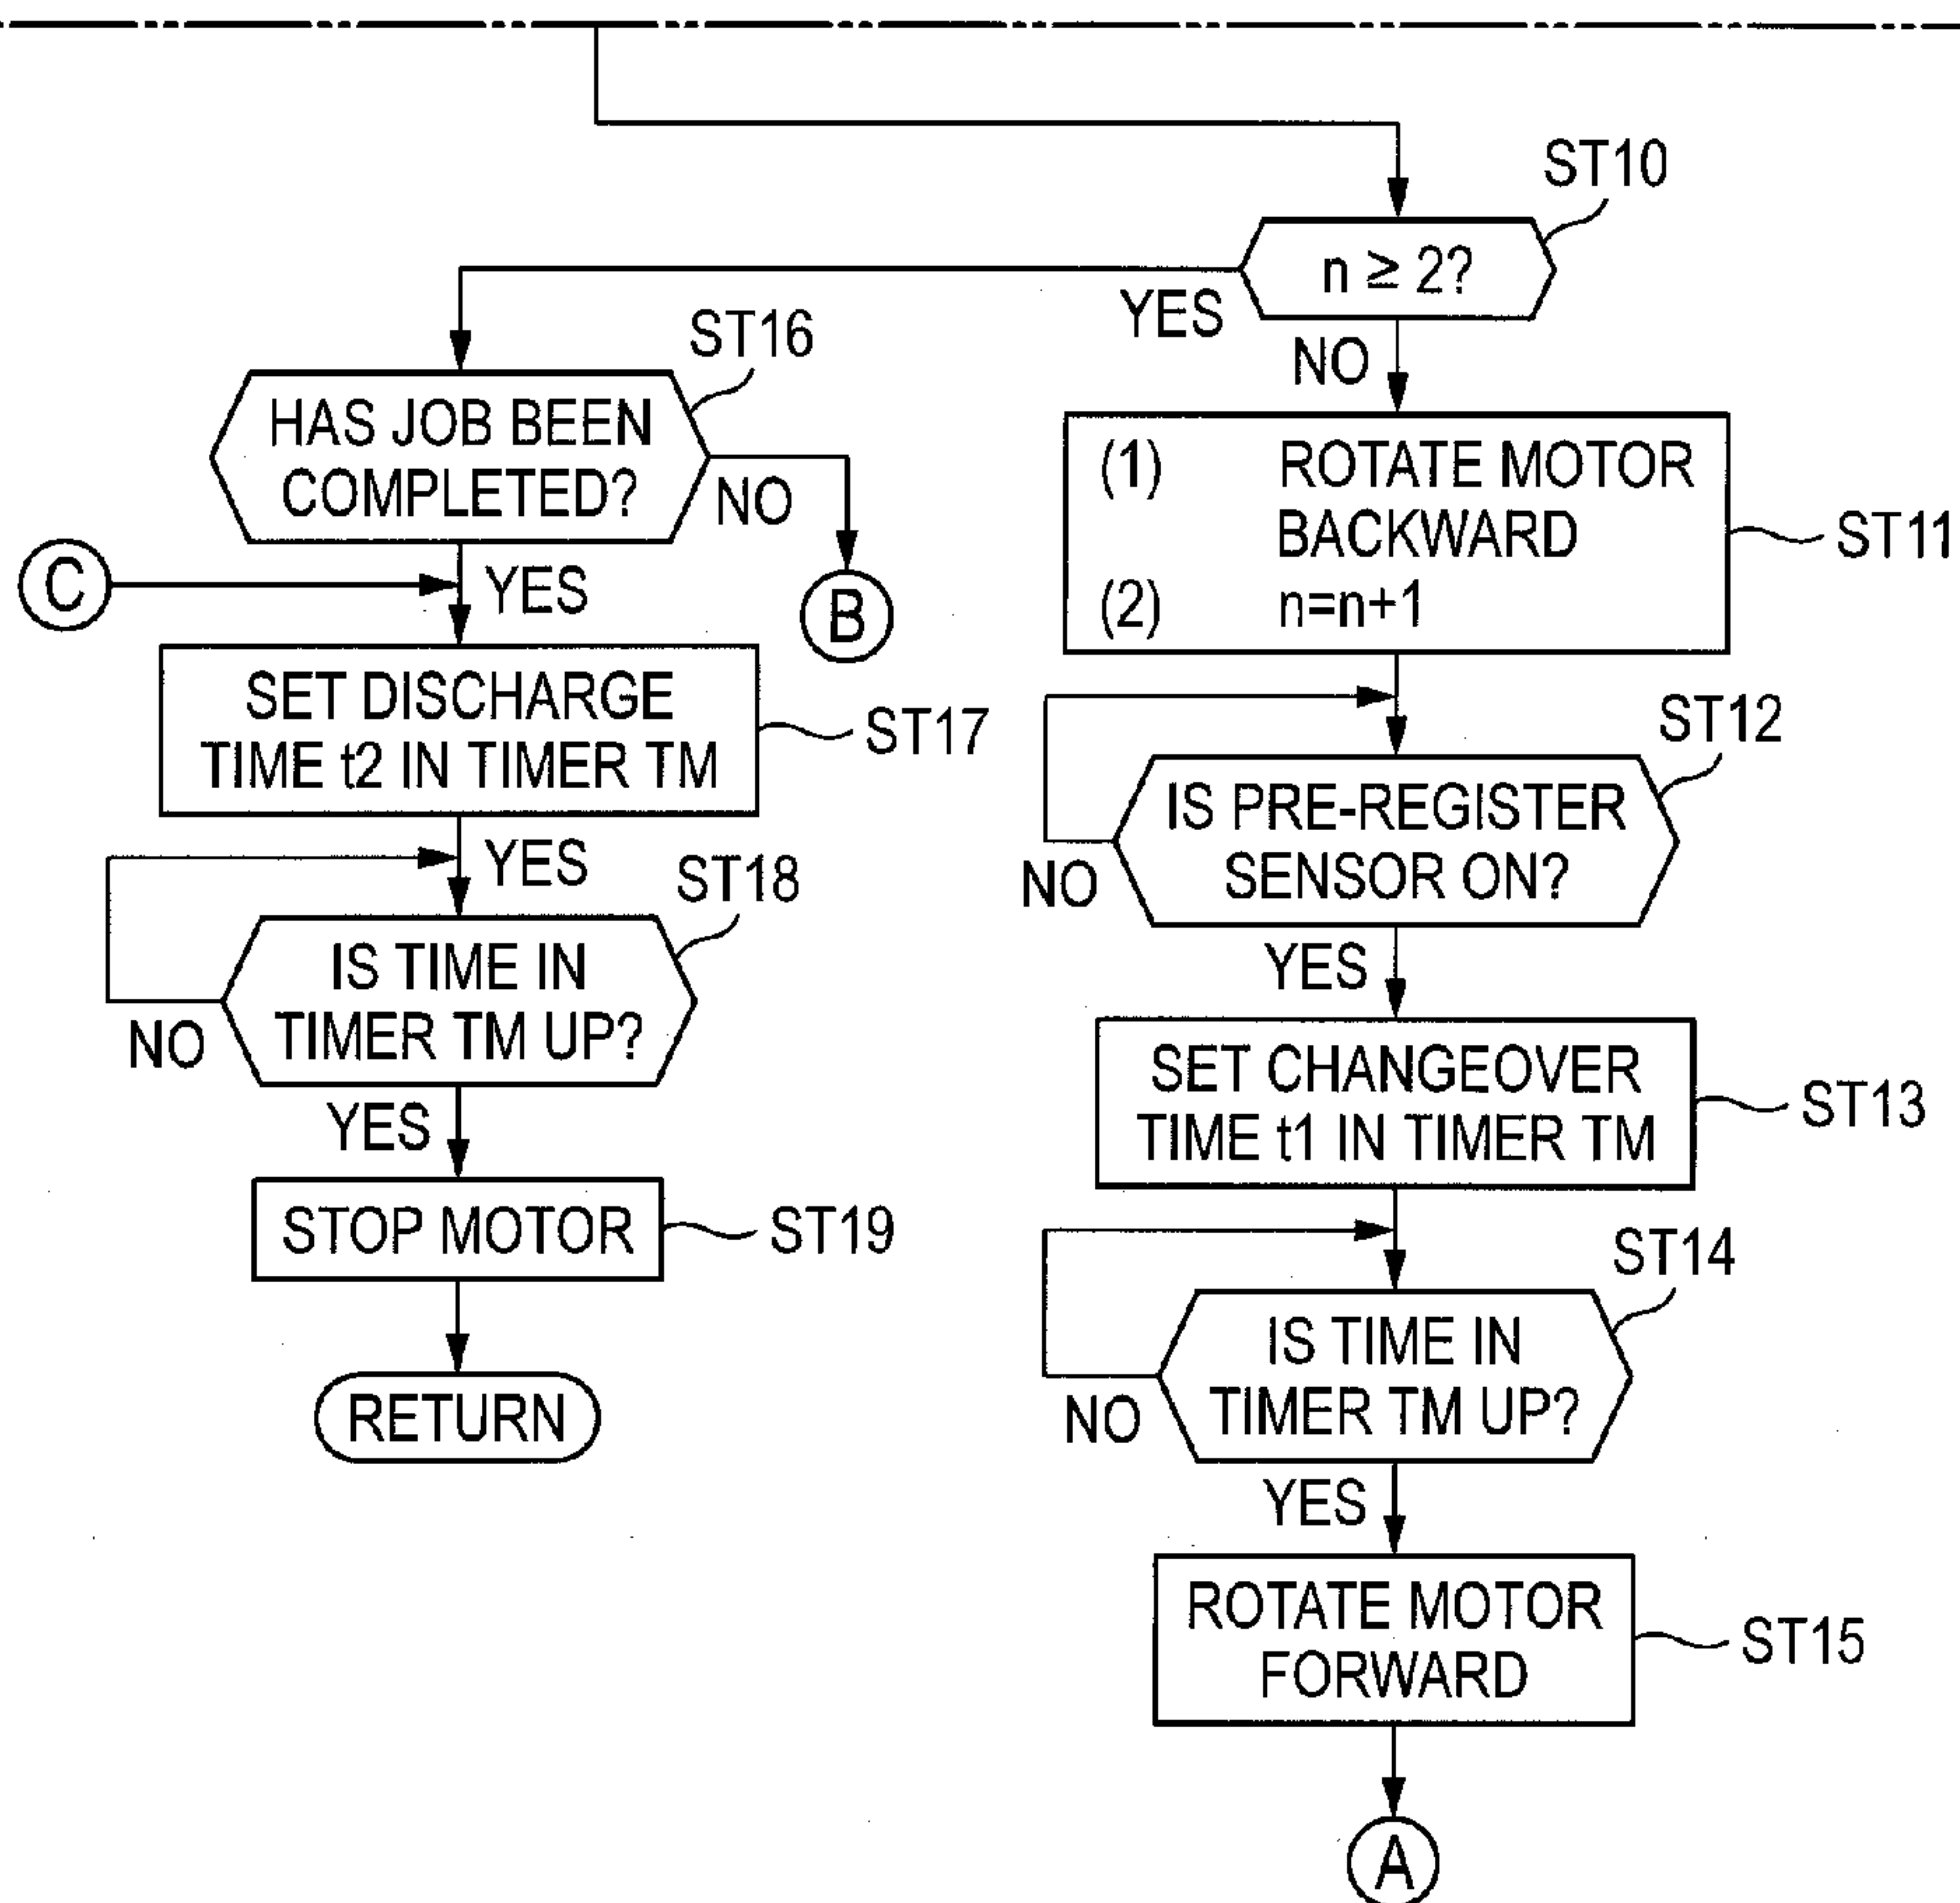 ST10
n ≥ 2?
YES
NO
ST16
HAS JOB BEEN
COMPLETED?
NO
B
C
YES
SET DISCHARGE
TIME t2 IN TIMER TM
ST17
YES
ST18
IS TIME IN
TIMER TM UP?
NO
YES
STOP MOTOR
ST19
RETURN
(1) ROTATE MOTOR
BACKWARD
(2) n=n+1
ST11
ST12
IS PRE-REGISTER
SENSOR ON?
NO
YES
SET CHANGEOVER
TIME t1 IN TIMER TM
ST13
ST14
IS TIME IN
TIMER TM UP?
NO
YES
ROTATE MOTOR
FORWARD
ST15
A